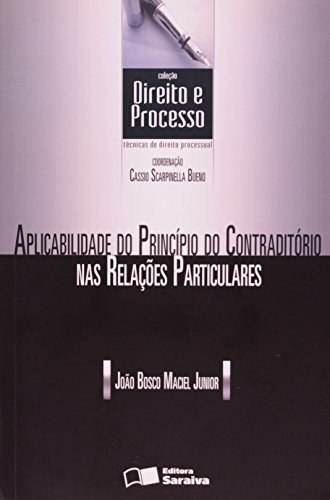 coleção
Direito e
Processo
técnicas de direito processual
COORDENAÇÃO
CASSIO SCARPINELLA BUENO
APLICABILIDADE DO PRINCÍPIO DO CONTRADITÓRIO
NAS RELAÇÕES PARTICULARES
JOÃO BOSCO MACIEL JUNIOR
Editora
Saraiva